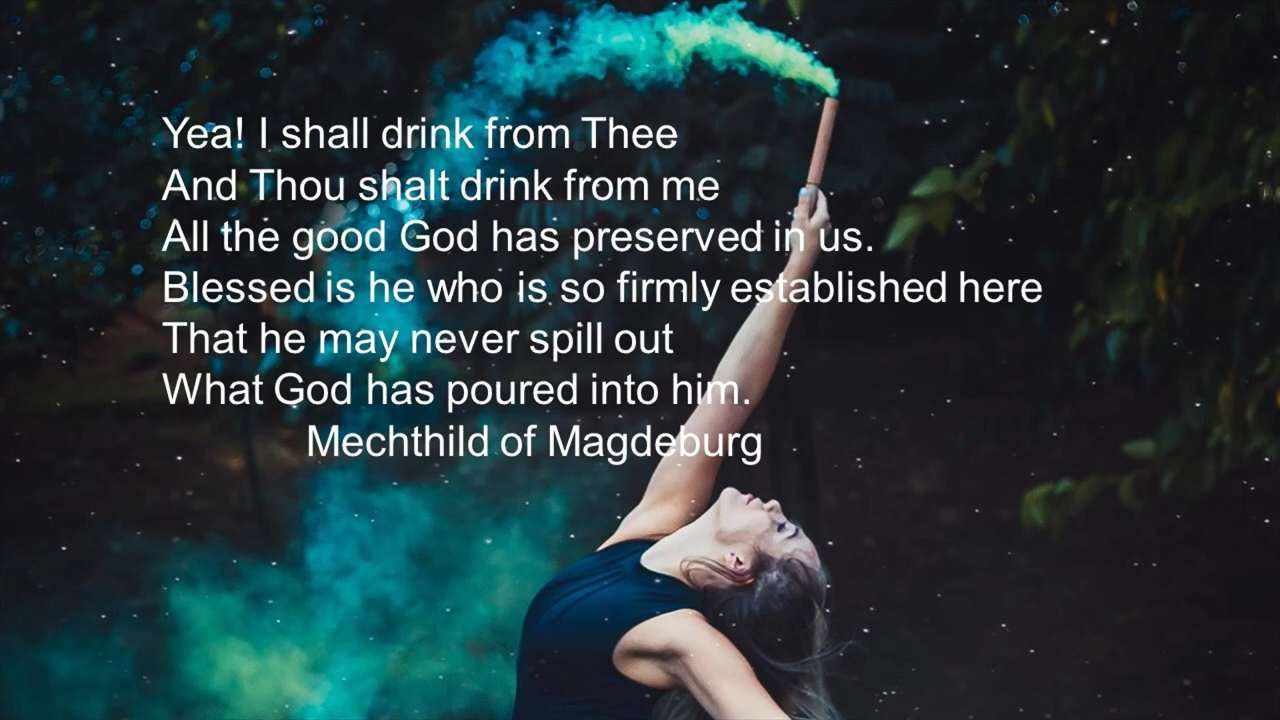 Yea! I shall drink from Thee
And Thou shalt drink from me
All the good God has preserved in us.
Blessed is he who is so firmly established here
That he may never spill out
What God has poured into him.
Mechthild of Magdeburg